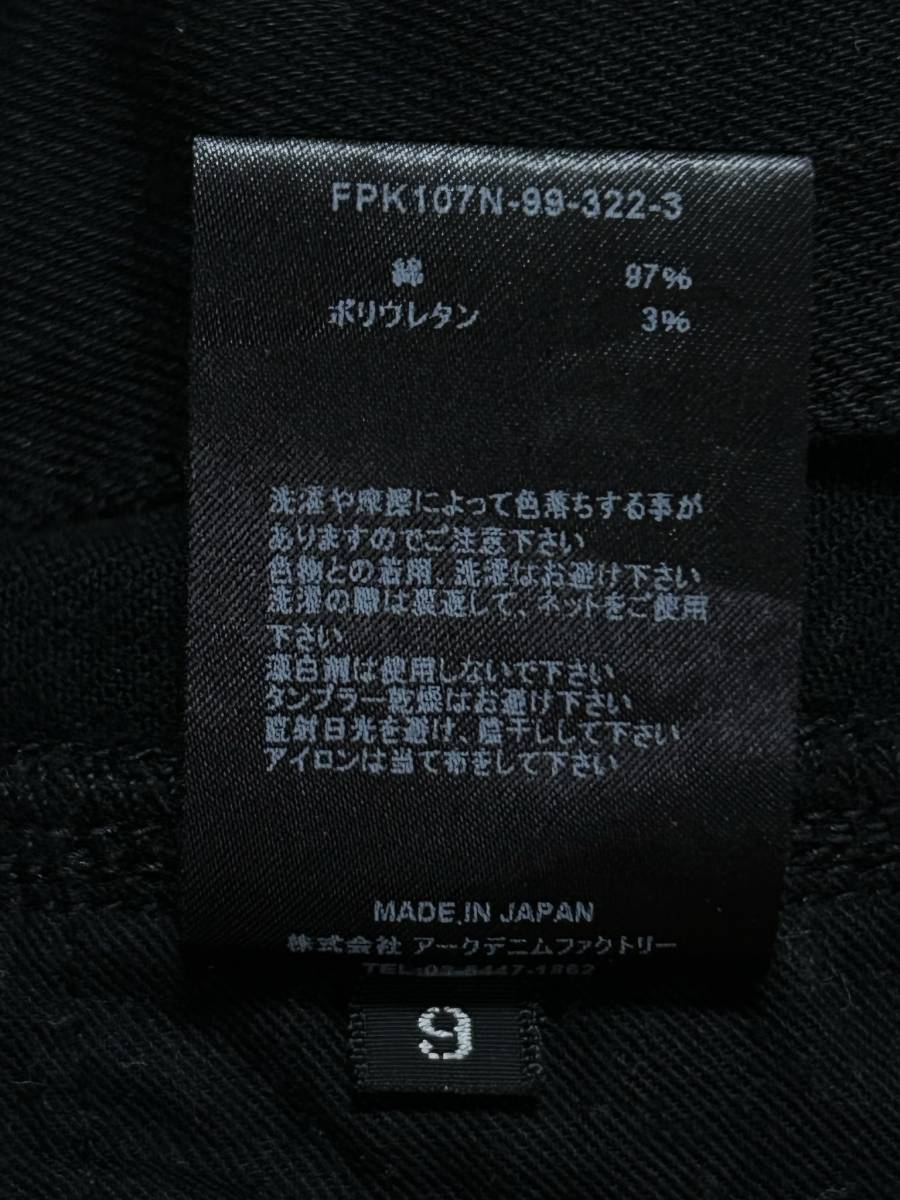 FPK107N-99-322-3
綿 97%
ポリウレタン 3%
洗濯や摩擦によって色落ちする事が
ありますのでご注意下さい
色物との着用、洗濯はお避け下さい
洗濯の際は裏返して、ネットをご使用
下さい
漂白剤は使用しないで下さい
タンブラー乾燥はお避け下さい
直射日光を避け、陰干しして下さい
アイロンは当て布をして下さい
MADE IN JAPAN
株式会社 アークデニムファクトリー
TEL:03-6447-1862
9